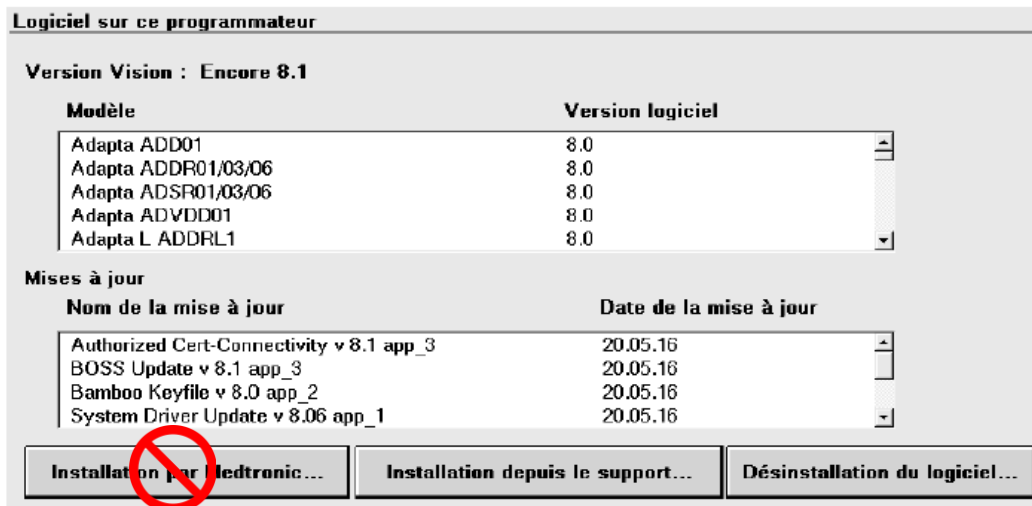 Logiciel sur ce programmateur
Version Vision : Encore 8.1
Modèle Version logiciel
Adapta ADD01 8.0
Adapta ADDR01/03/06 8.0
Adapta ADSR01/03/06 8.0
Adapta ADVDD01 8.0
Adapta L ADDRL1 8.0
Mises à jour
Nom de la mise à jour Date de la mise à jour
Authorized Cert-Connectivity v 8.1 app_3 20.05.16
BOSS Update v 8.1 app_3 20.05.16
Bamboo Keyfile v 8.0 app_2 20.05.16
System Driver Update v 8.06 app_1 20.05.16
Installation par Medtronic... Installation depuis le support... Désinstallation du logiciel...